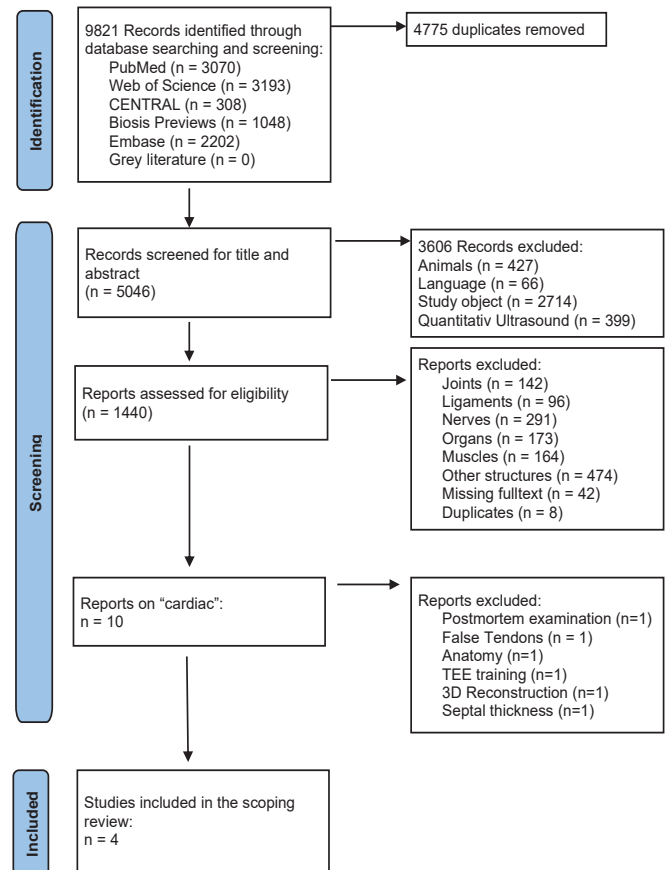 Identification
9821 Records identified through
database searching and screening:
PubMed (n = 3070)
Web of Science (n = 3193)
CENTRAL (n = 308)
Biosis Previews (n = 1048)
Embase (n = 2202)
Grey literature (n = 0)
4775 duplicates removed
Screening
Records screened for title and
abstract
(n = 5046)
3606 Records excluded:
Animals (n = 427)
Language (n = 66)
Study object (n = 2714)
Quantitativ Ultrasound (n = 399)
Reports assessed for eligibility
(n = 1440)
Reports excluded:
Joints (n = 142)
Ligaments (n = 96)
Nerves (n = 291)
Organs (n = 173)
Muscles (n = 164)
Other structures (n = 474)
Missing fulltext (n = 42)
Duplicates (n = 8)
Reports on “cardiac”:
n = 10
Reports excluded:
Postmortem examination (n=1)
False Tendons (n = 1)
Anatomy (n=1)
TEE training (n=1)
3D Reconstruction (n=1)
Septal thickness (n=1)
Included
Studies included in the scoping
review:
n = 4